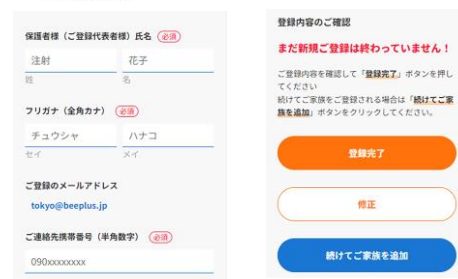 保護者様（ご登録代表者様）氏名 必須
注射 花子
姓 名
フリガナ（全角カナ） 必須
チュウシャ ハナコ
セイ メイ
ご登録のメールアドレス
tokyo@beeplus.jp
ご連絡先携帯番号（半角数字） 必須
090xxxxxxxx
登録内容のご確認
まだ新規ご登録は終わっていません！
ご登録内容を確認して「登録完了」ボタンを押し
てください
続けてご家族をご登録される場合は「続けてご家
族を追加」ボタンをクリックしてください。
登録完了
修正
続けてご家族を追加